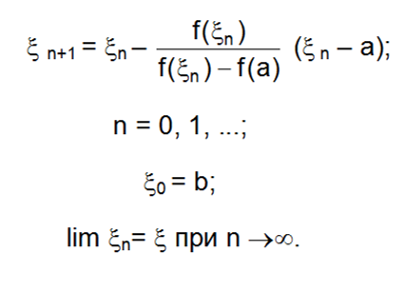 ξ n+1 = ξn – f(ξn) / f(ξn) – f(a) (ξ n – a);
n = 0, 1, ...;
ξ0 = b;
lim ξn= ξ при n →∞.